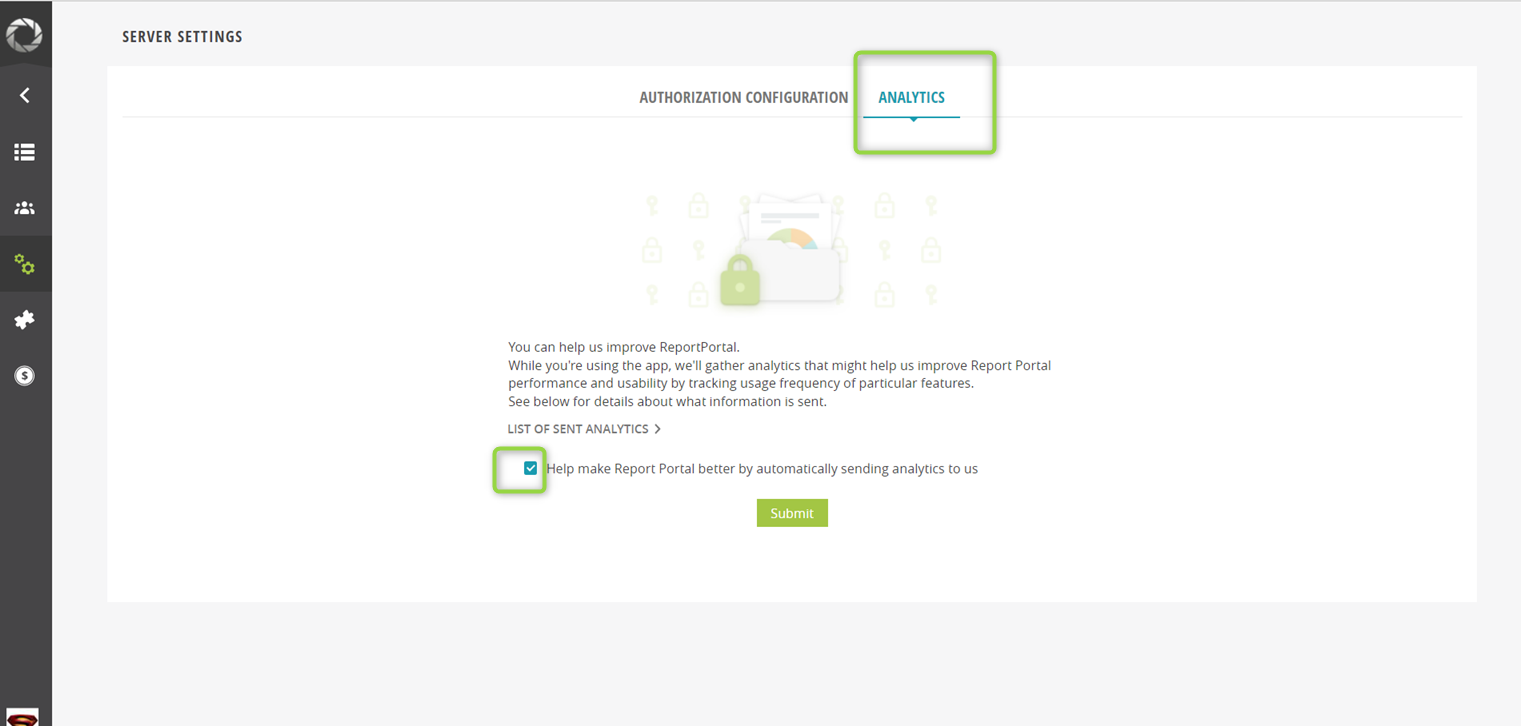 SERVER SETTINGS
AUTHORIZATION CONFIGURATION
ANALYTICS
You can help us improve ReportPortal.
While you're using the app, we'll gather analytics that might help us improve Report Portal
performance and usability by tracking usage frequency of particular features.
See below for details about what information is sent.
LIST OF SENT ANALYTICS
Help make Report Portal better by automatically sending analytics to us
Submit